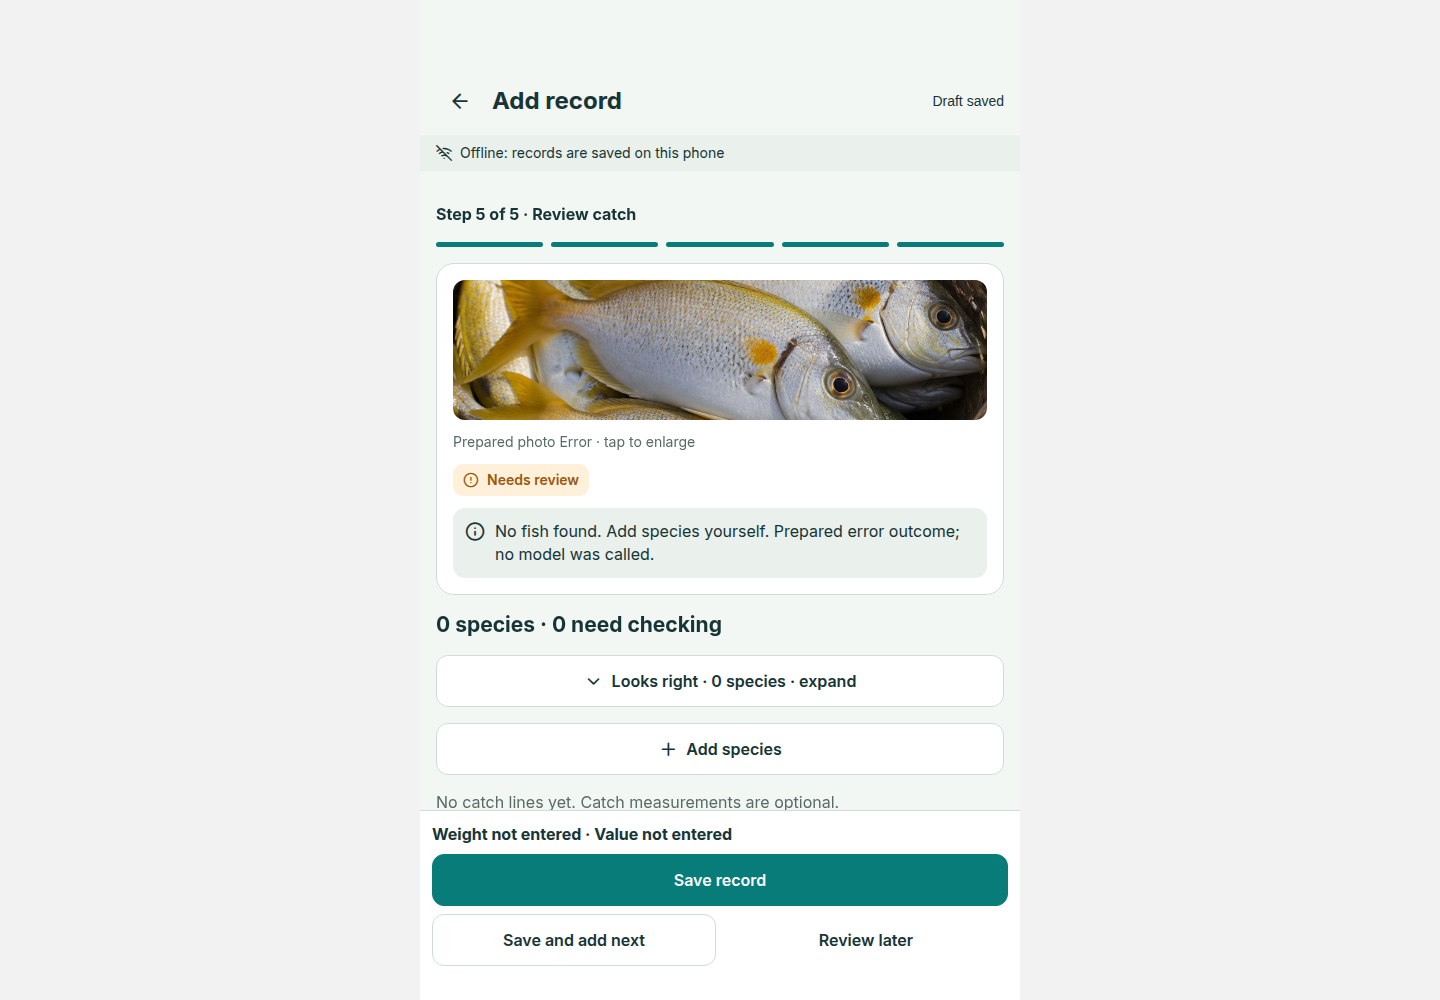 Add record
Draft saved
Offline: records are saved on this phone
Step 5 of 5 · Review catch
Prepared photo Error · tap to enlarge
Needs review
No fish found. Add species yourself. Prepared error outcome;
no model was called.
0 species · 0 need checking
Looks right · 0 species · expand
Add species
No catch lines yet. Catch measurements are optional.
Weight not entered · Value not entered
Save record
Save and add next
Review later